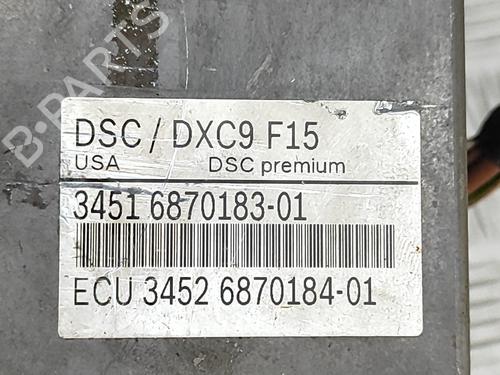 B-PARTS
DSC / DXC9 F15
USA DSC premium
3451 6870183-01
ECU 3452 6870184-01